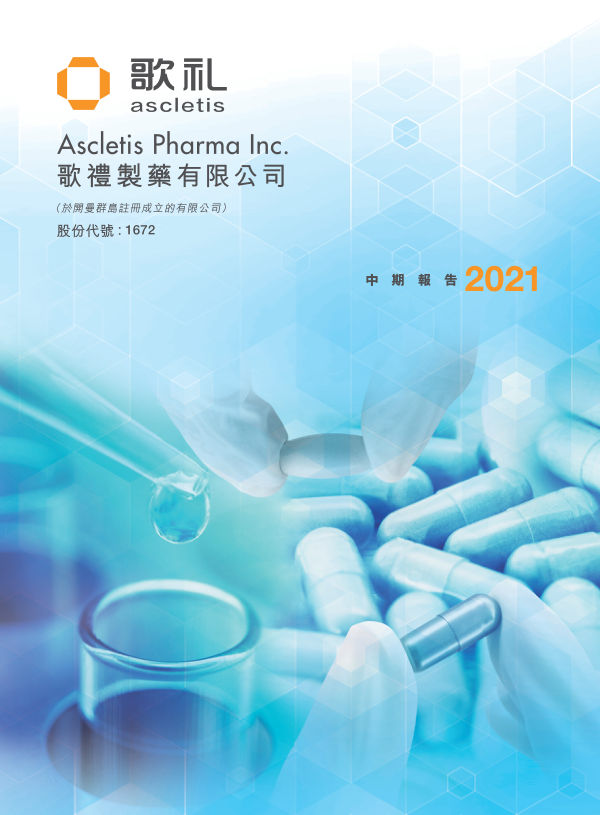 歌礼
ascletis
Ascletis Pharma Inc.
歌禮製藥有限公司
(於開曼群島註冊成立的有限公司)
股份代號 : 1672
中期報告 2021